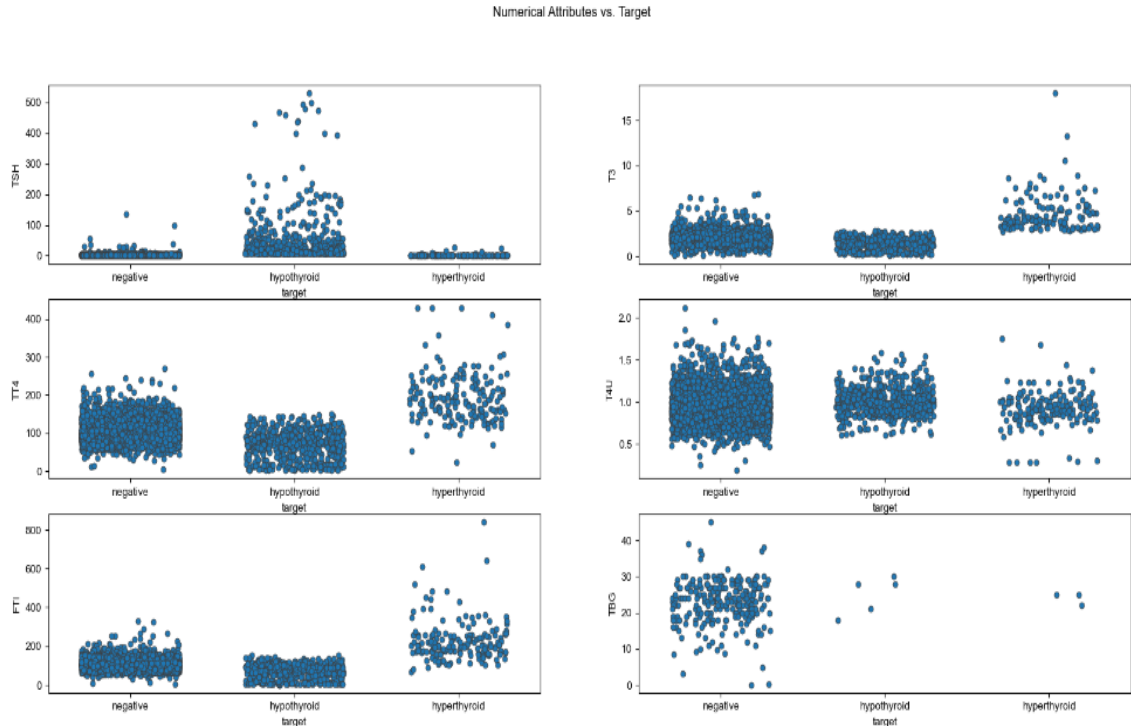 Numerical Attributes vs. Target
500
400
300
200
100
0
TSH
negative hypothyroid hyperthyroid
target
15
10
5
0
T3
negative hypothyroid hyperthyroid
target
400
300
200
100
0
TT4
negative hypothyroid hyperthyroid
target
2.0
1.5
1.0
0.5
T4U
negative hypothyroid hyperthyroid
target
800
600
400
200
0
FTI
negative hypothyroid hyperthyroid
target
40
30
20
10
0
TBG
negative hypothyroid hyperthyroid
target